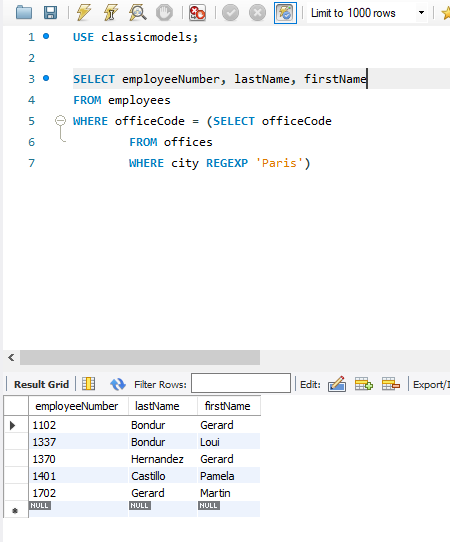 Limit to 1000 rows
1 USE classicmodels;
2
3 SELECT employeeNumber, lastName, firstName
4 FROM employees
5 WHERE officeCode = (SELECT officeCode
6 FROM offices
7 WHERE city REGEXP 'Paris')
Result Grid Filter Rows: Edit: Export/I
employeeNumber lastName firstName
1102 Bondur Gerard
1337 Bondur Loui
1370 Hernandez Gerard
1401 Castillo Pamela
1702 Gerard Martin
NULL NULL NULL